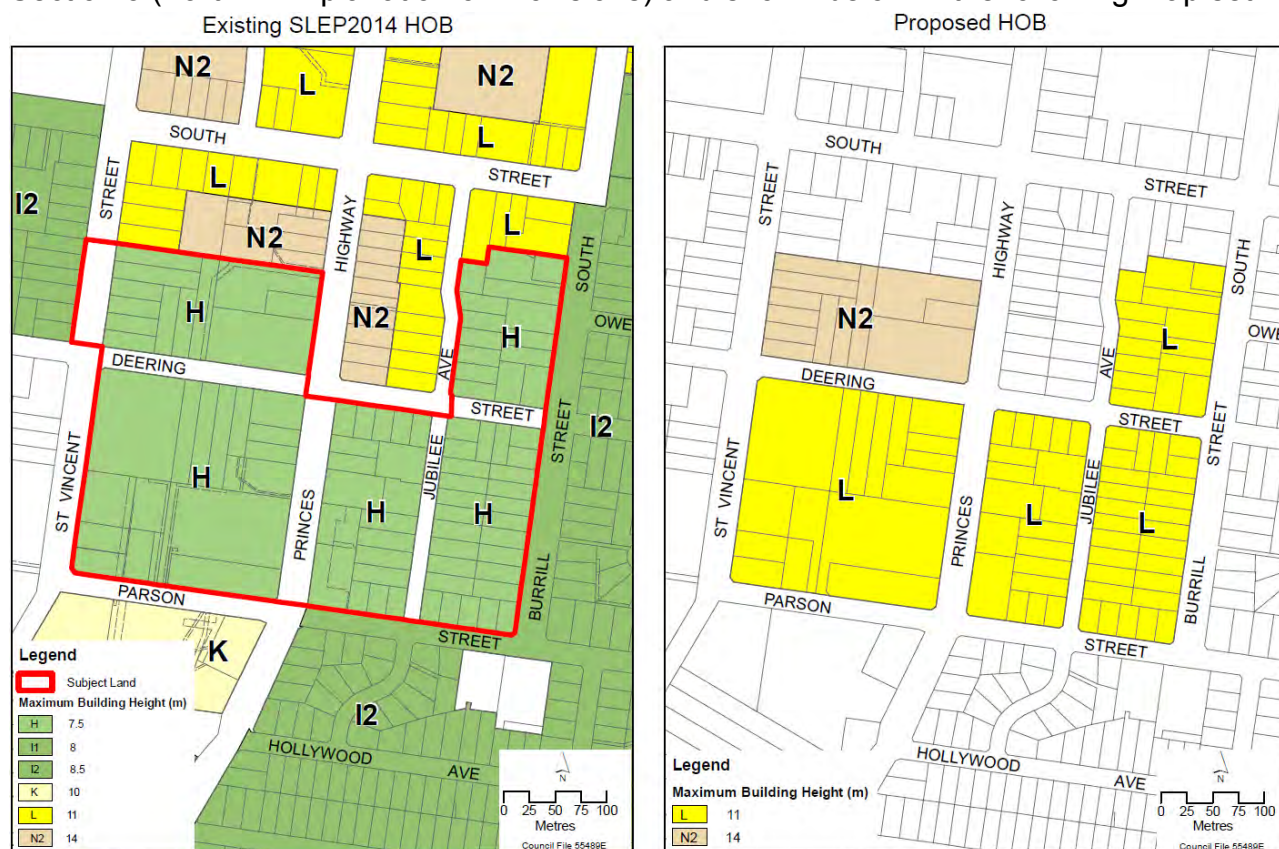 Existing SLEP2014 HOB
N2
L
N2
SOUTH
L
STREET
STREET
L
I2
N2
HIGHWAY
L
L
SOUTH
H
N2
AVE
H
OWE
DEERING
STREET
STREET
I2
ST VINCENT
H
PRINCES
H
JUBILEE
H
PARSON
BURRILL
STREET
K
I2
HOLLYWOOD
AVE
Legend
Subject Land
Maximum Building Height (m)
H 7.5
I1 8
I2 8.5
K 10
L 11
N2 14
N
0 25 50 75 100
Metres
Council File 55489E
Proposed HOB
SOUTH
STREET
STREET
HIGHWAY
SOUTH
N2
L
OWE
AVE
DEERING
STREET
STREET
ST VINCENT
L
PRINCES
L
JUBILEE
L
PARSON
BURRILL
STREET
HOLLYWOOD
AVE
Legend
Maximum Building Height (m)
L 11
N2 14
N
0 25 50 75 100
Metres
Council File 55489E